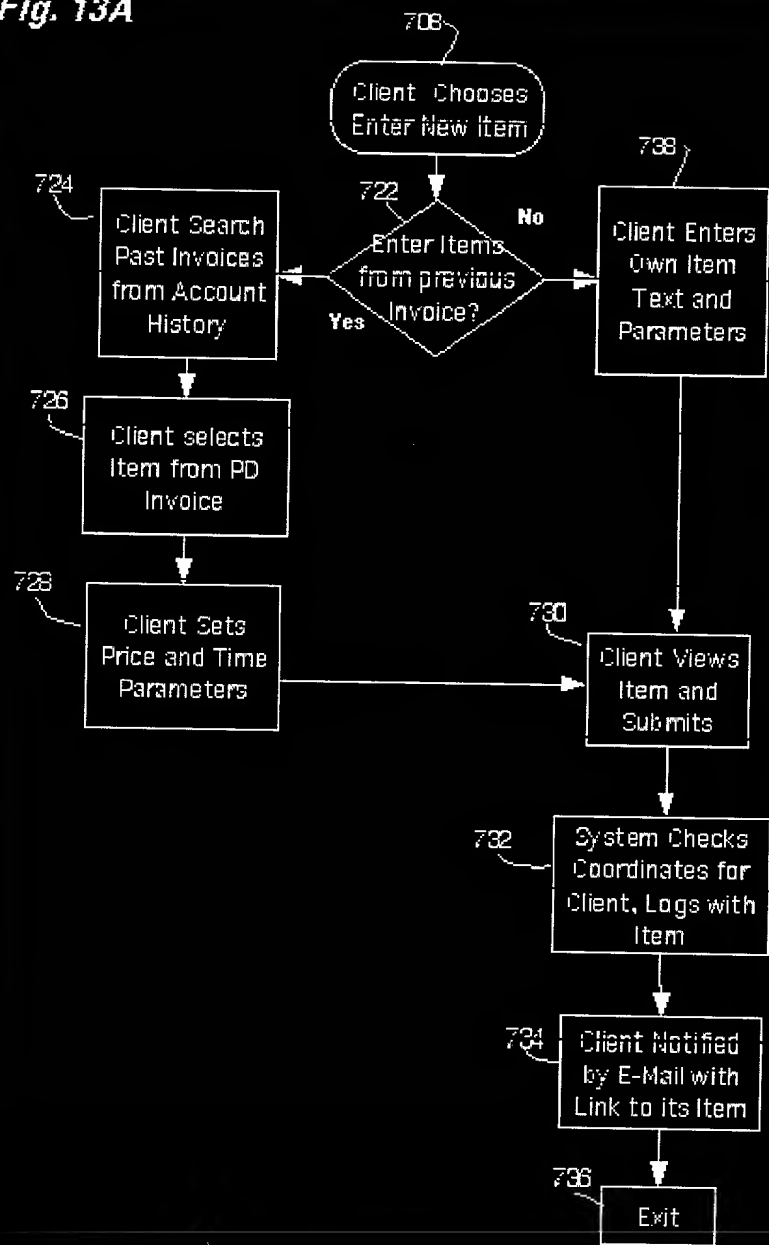 Fig. 13A
708
Client Chooses
Enter New Item
738
724
722
No
Client Search
Past Invoices
from Account
History
Enter Items
from previous
Invoice?
Yes
Client Enters
Own Item
Text and
Parameters
726
Client selects
Item from PD
Invoice
728
Client Sets
Price and Time
Parameters
730
Client Views
Item and
Submits
732
System Checks
Coordinates for
Client, Logs with
Item
734
Client Notified
by E-Mail with
Link to its Item
736
Exit